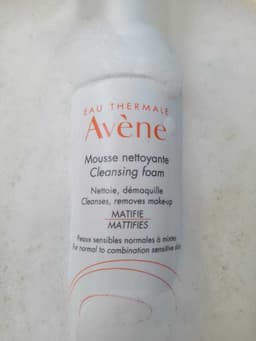 EAU THERMALE
Avène
Mousse nettoyante
Cleansing foam
Nettoie, démaquille
Cleanses, removes make-up
MATIFIE
MATTIFIES
Peaux sensibles normales à mixtes
For normal to combination sensitive skin